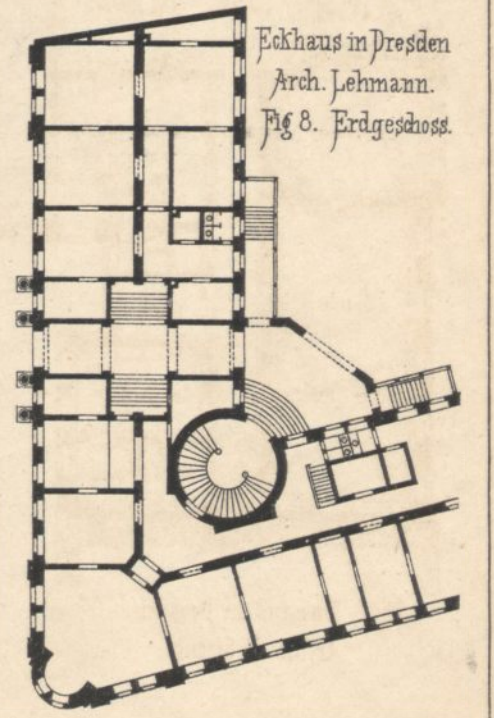 Eckhaus in Dresden
Arch. Lehmann.
Fig 8. Erdgeschoss.